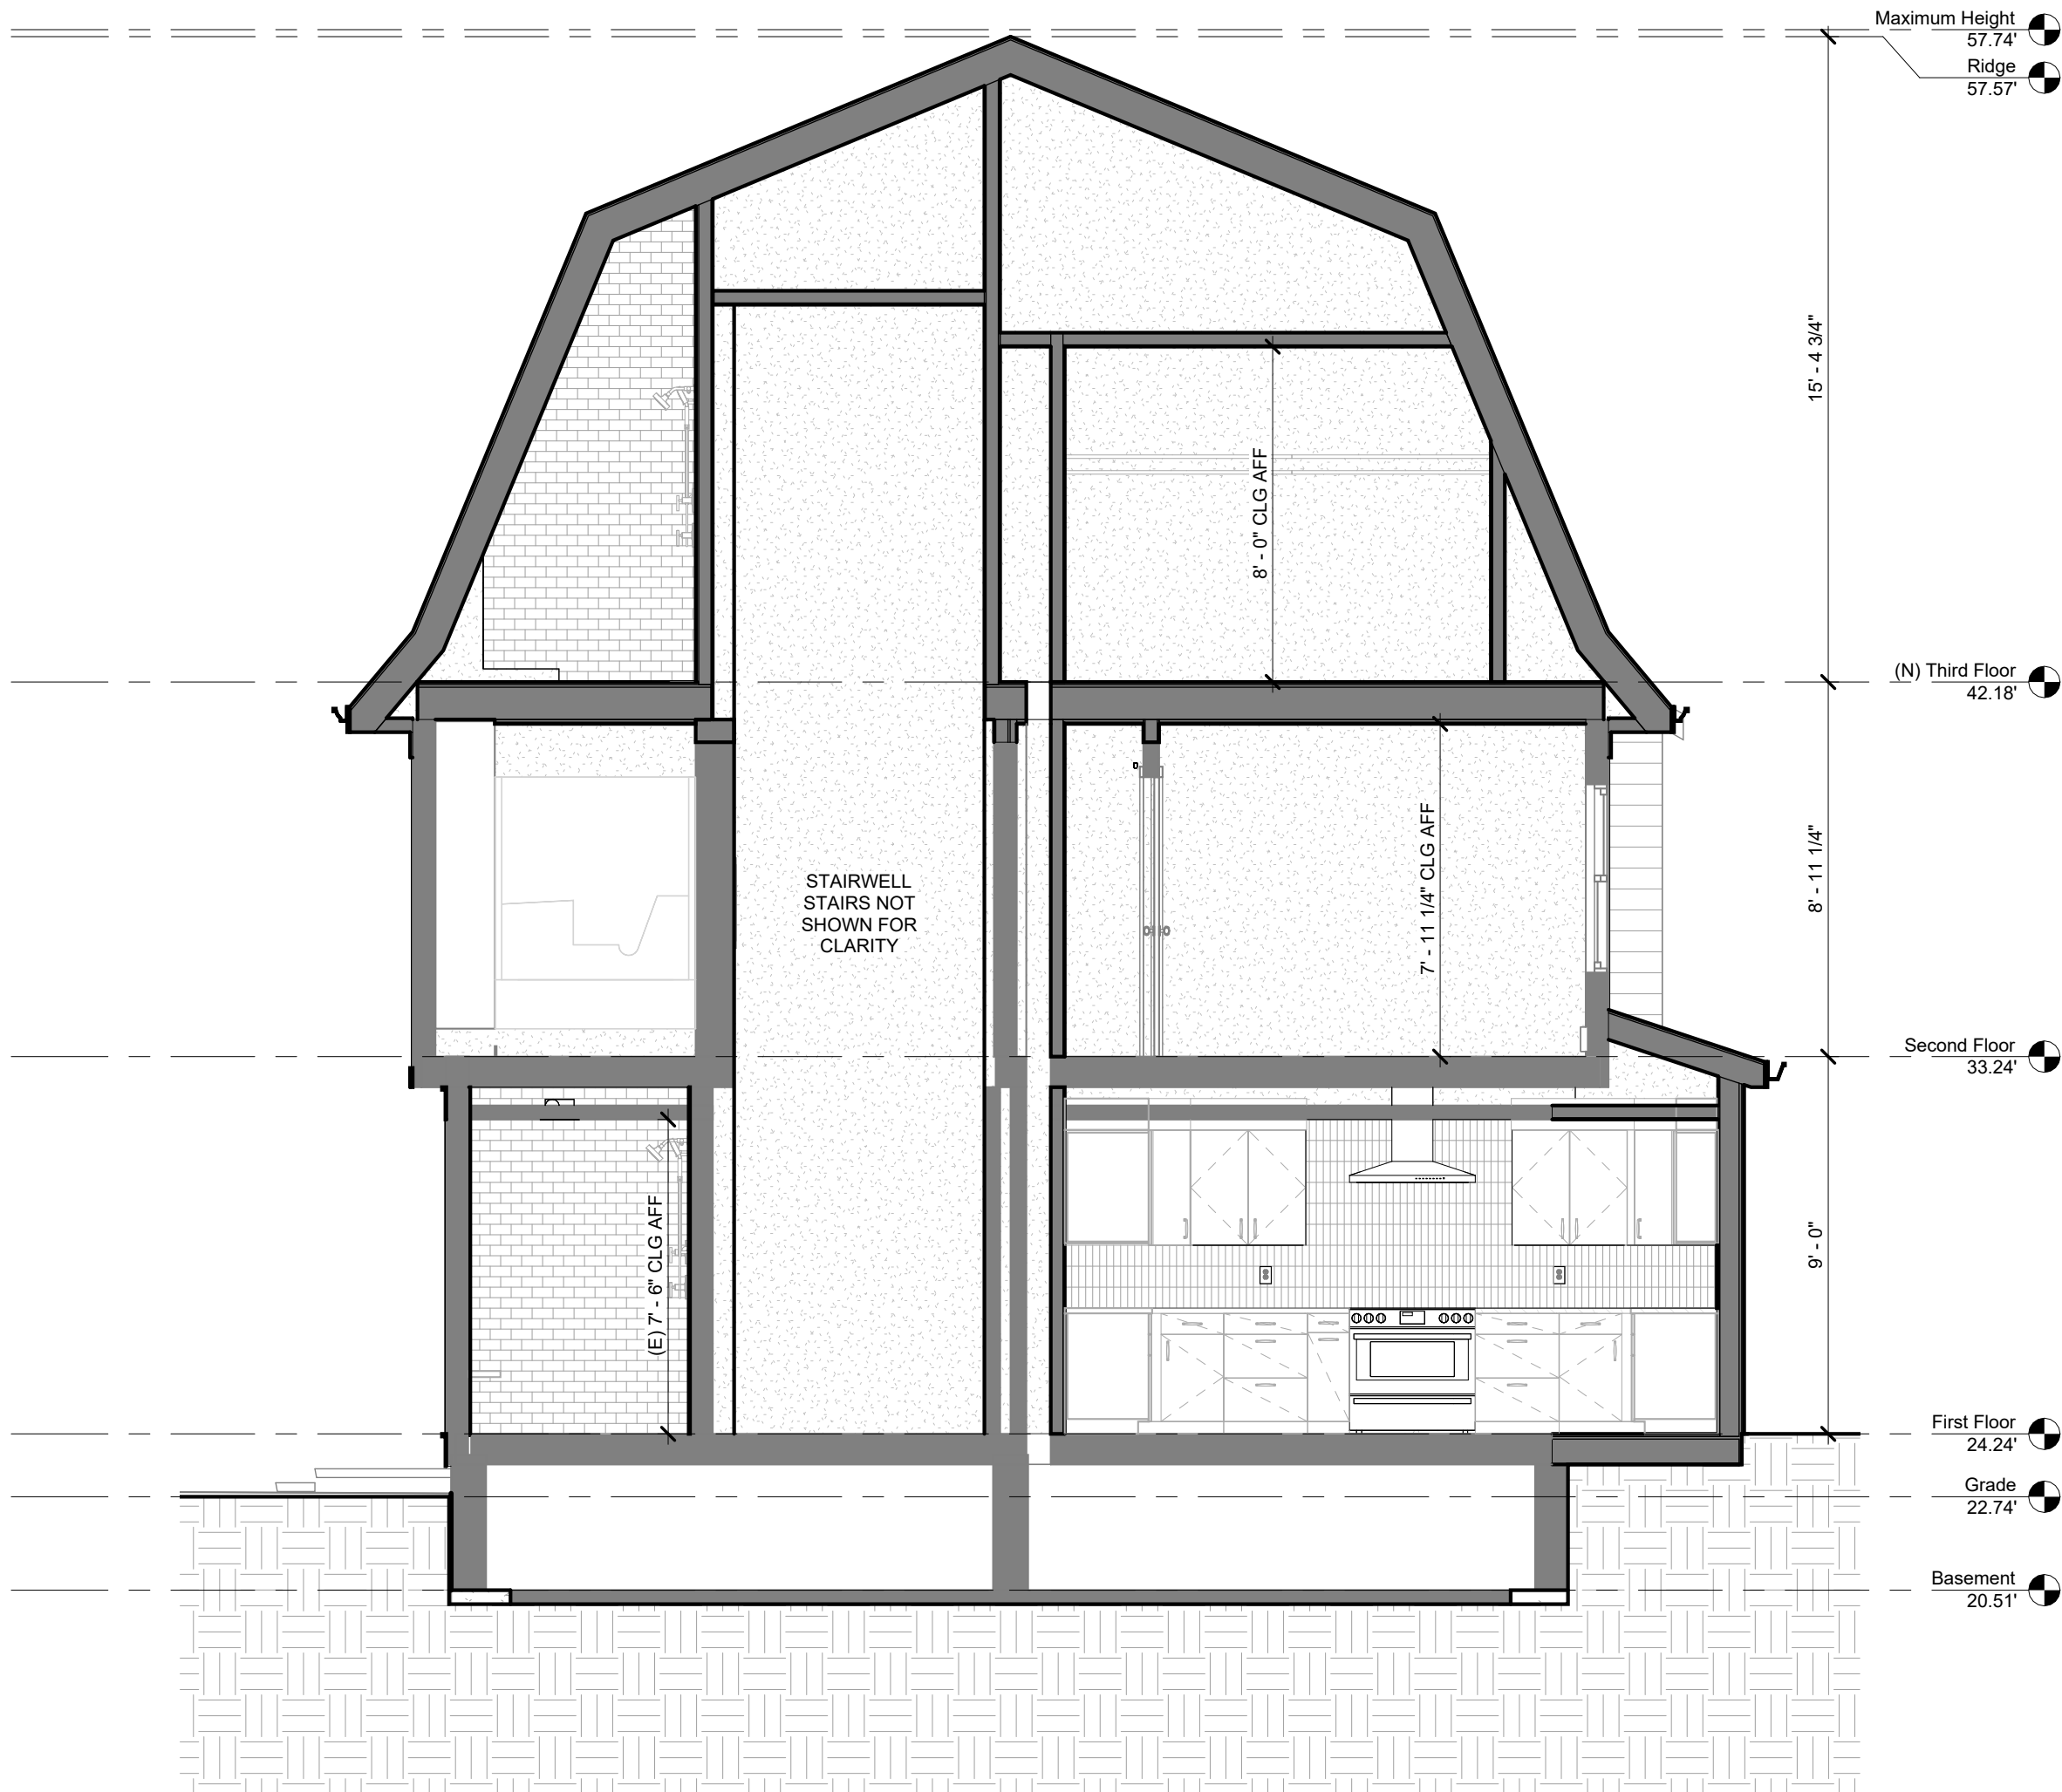 Maximum Height
57.74'
Ridge
57.57'
15' - 4 3/4"
8' - 0" CLG AFF
(N) Third Floor
42.18'
8' - 11 1/4"
7' - 11 1/4" CLG AFF
STAIRWELL
STAIRS NOT
SHOWN FOR
CLARITY
Second Floor
33.24'
(E) 7' - 6" CLG AFF
9' - 0"
First Floor
24.24'
Grade
22.74'
Basement
20.51'